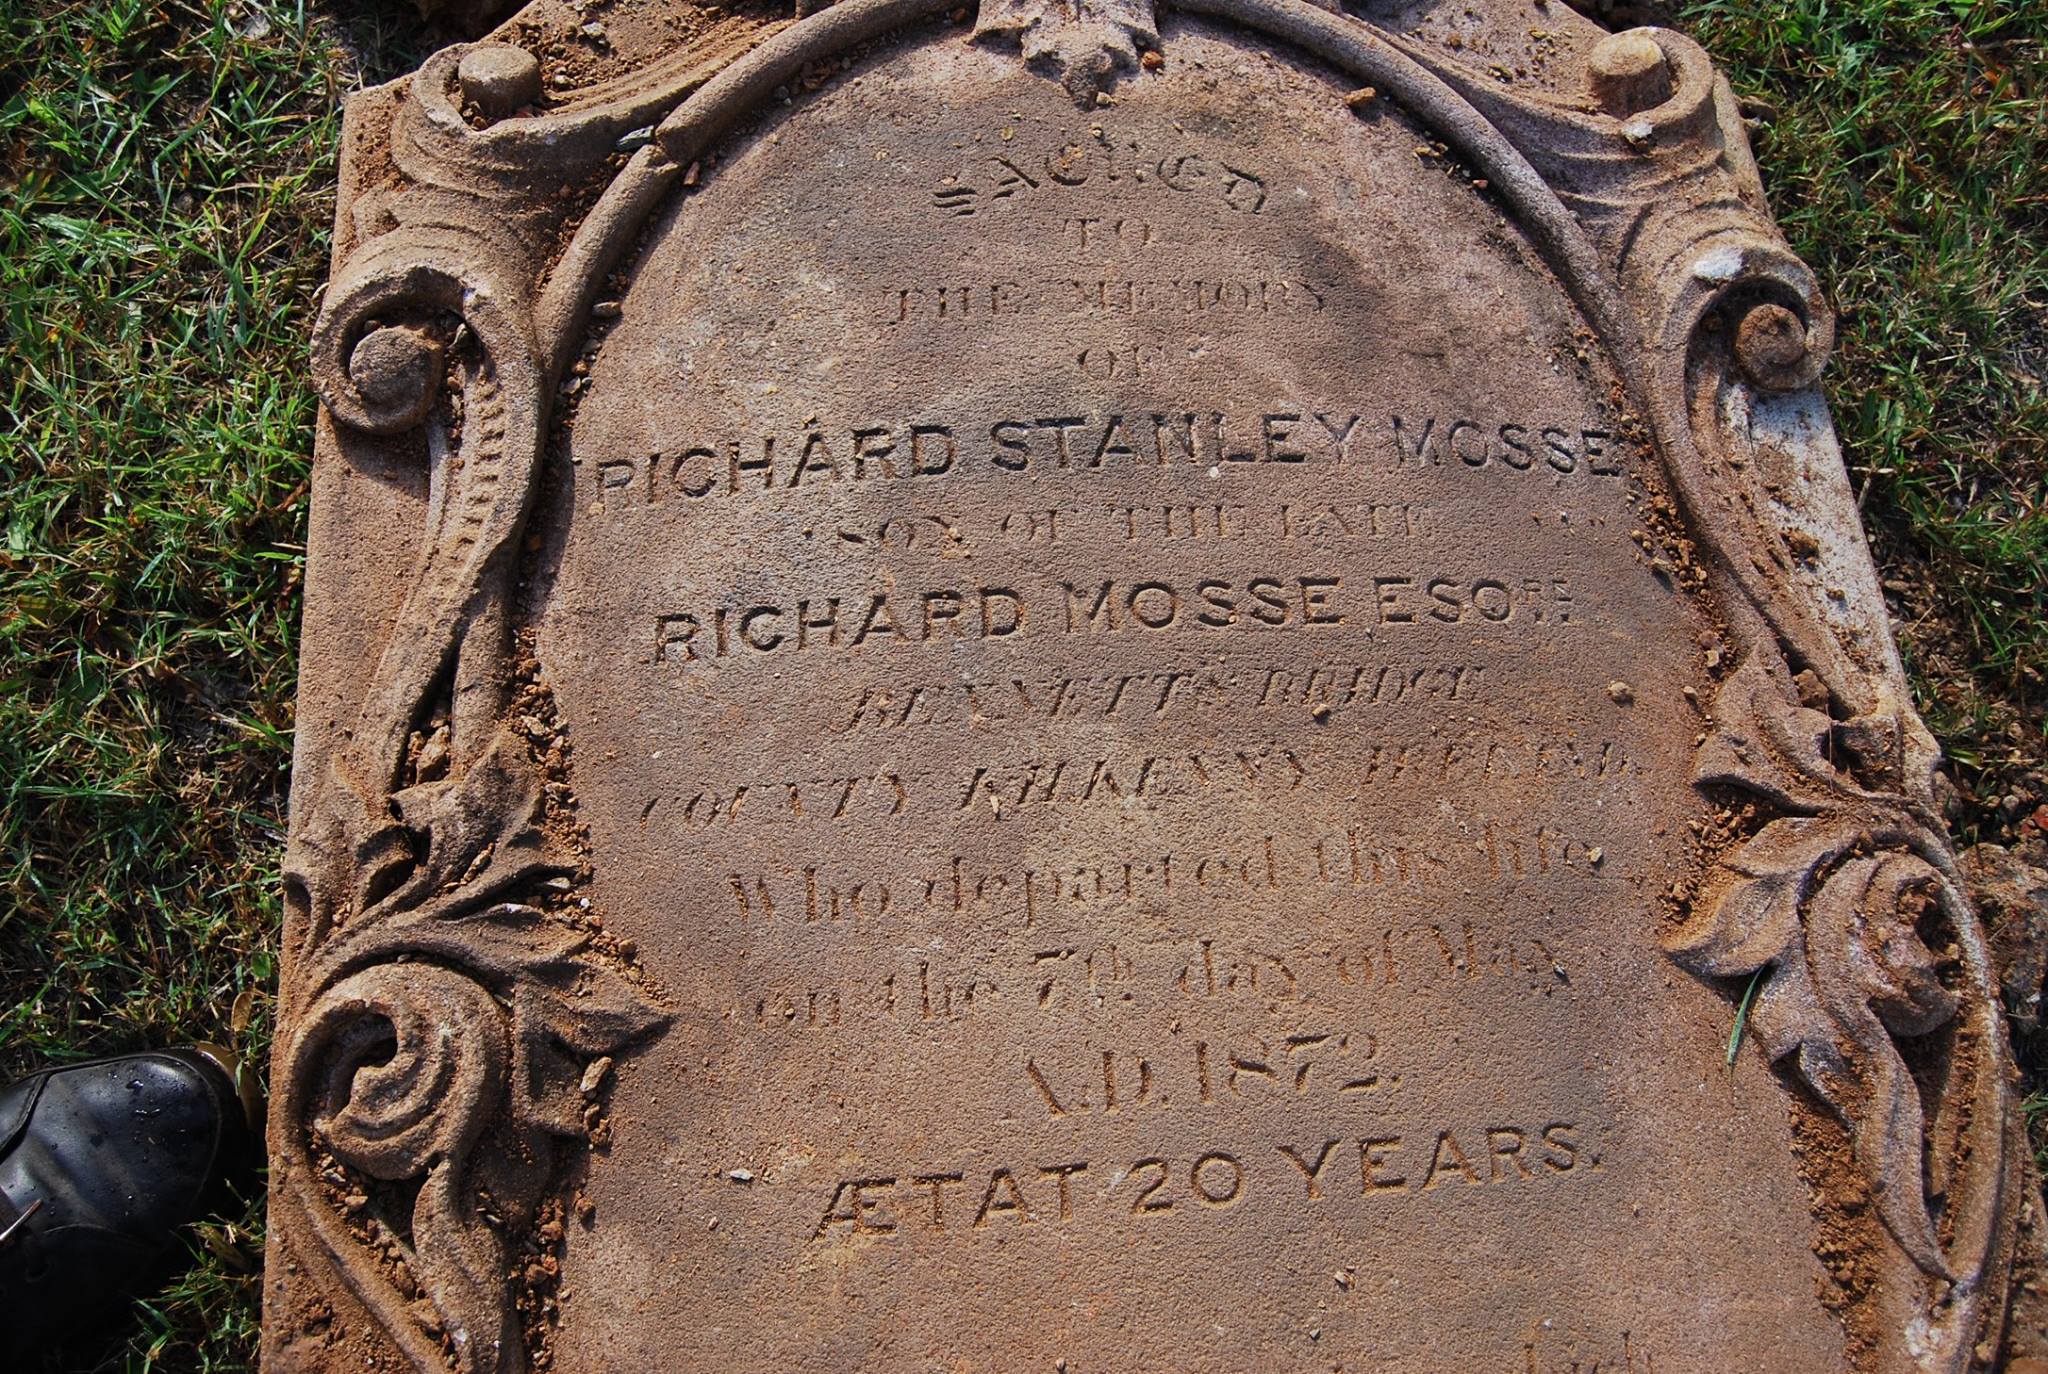 SACRED
TO
THE MEMORY
OF
RICHARD STANLEY MOSSE
SON OF THE LATE
RICHARD MOSSE ESQRE
BENNETTS BRIDGE
COUNTY KILKENNY IRELAND.
Who departed this life
on the 7th day of May
A.D. 1872.
ÆTAT 20 YEARS.